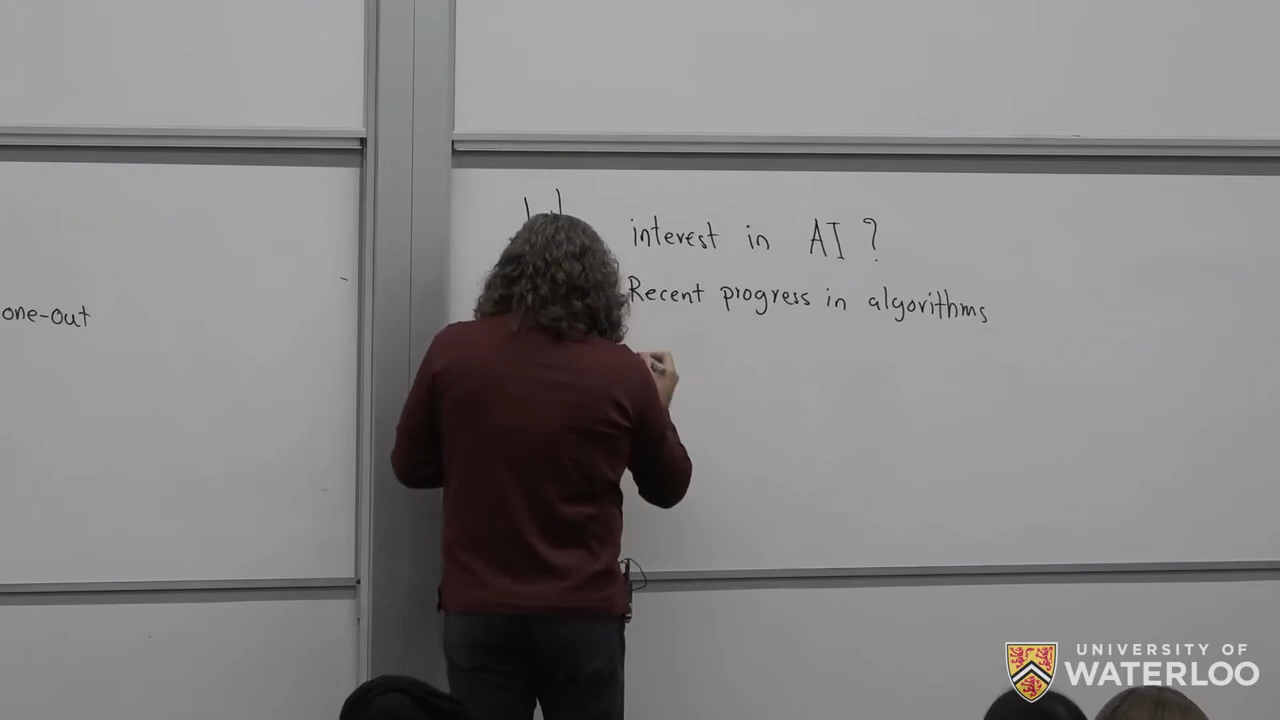 one-out
interest in AI?
Recent progress in algorithms
UNIVERSITY OF
WATERLOO